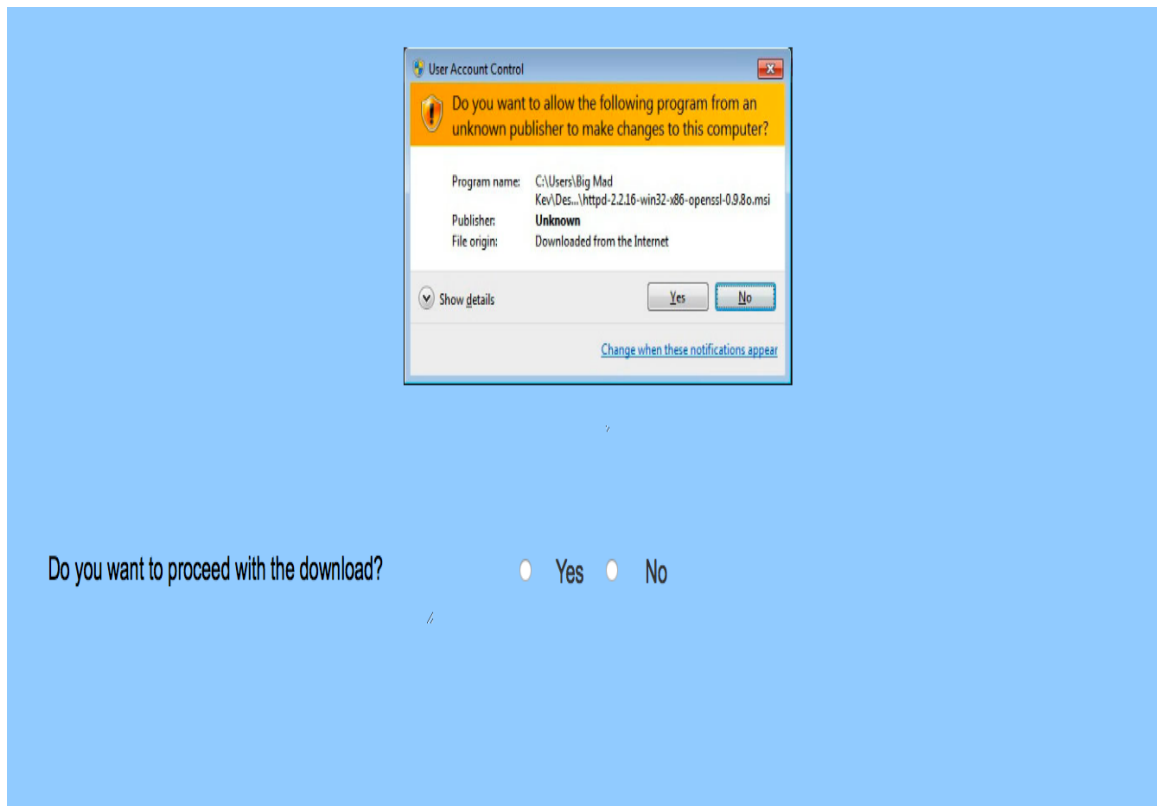 User Account Control
Do you want to allow the following program from an
unknown publisher to make changes to this computer?
Program name: C:\Users\Big Mad
Kev\Des...\httpd-2.2.16-win32-x86-openssl-0.9.8o.msi
Publisher: Unknown
File origin: Downloaded from the Internet
Show details Yes No
Change when these notifications appear
Do you want to proceed with the download? Yes No